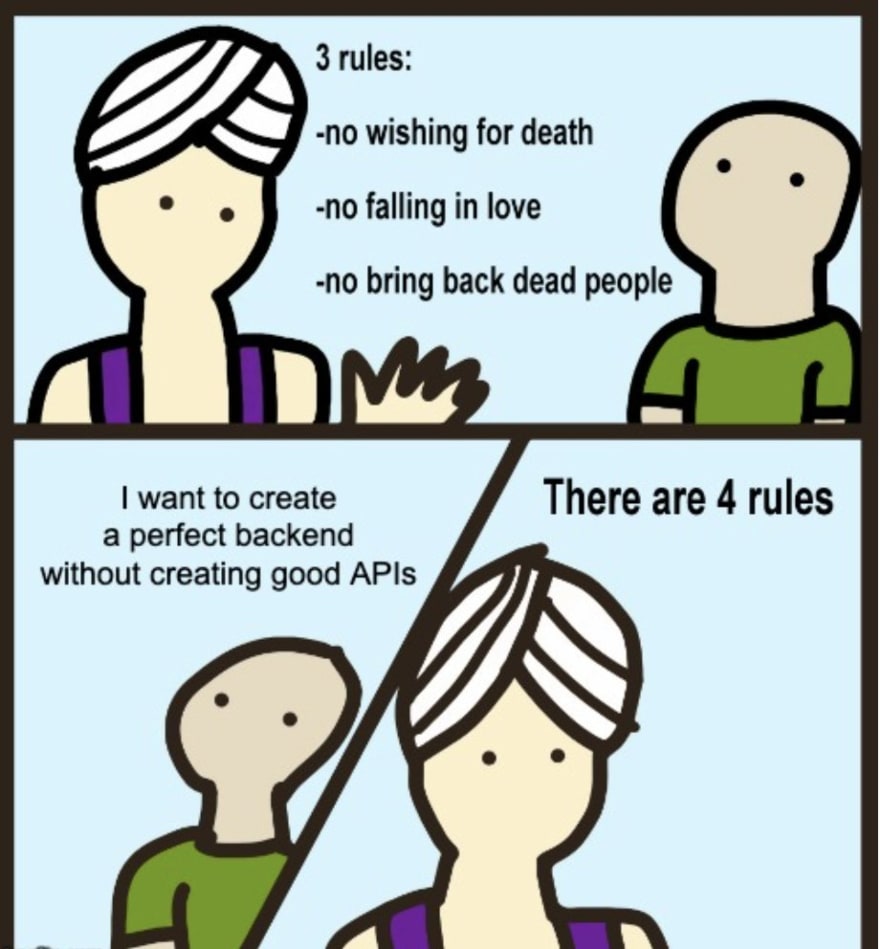 3 rules:
-no wishing for death
-no falling in love
-no bring back dead people
I want to create
a perfect backend
without creating good APIs
There are 4 rules